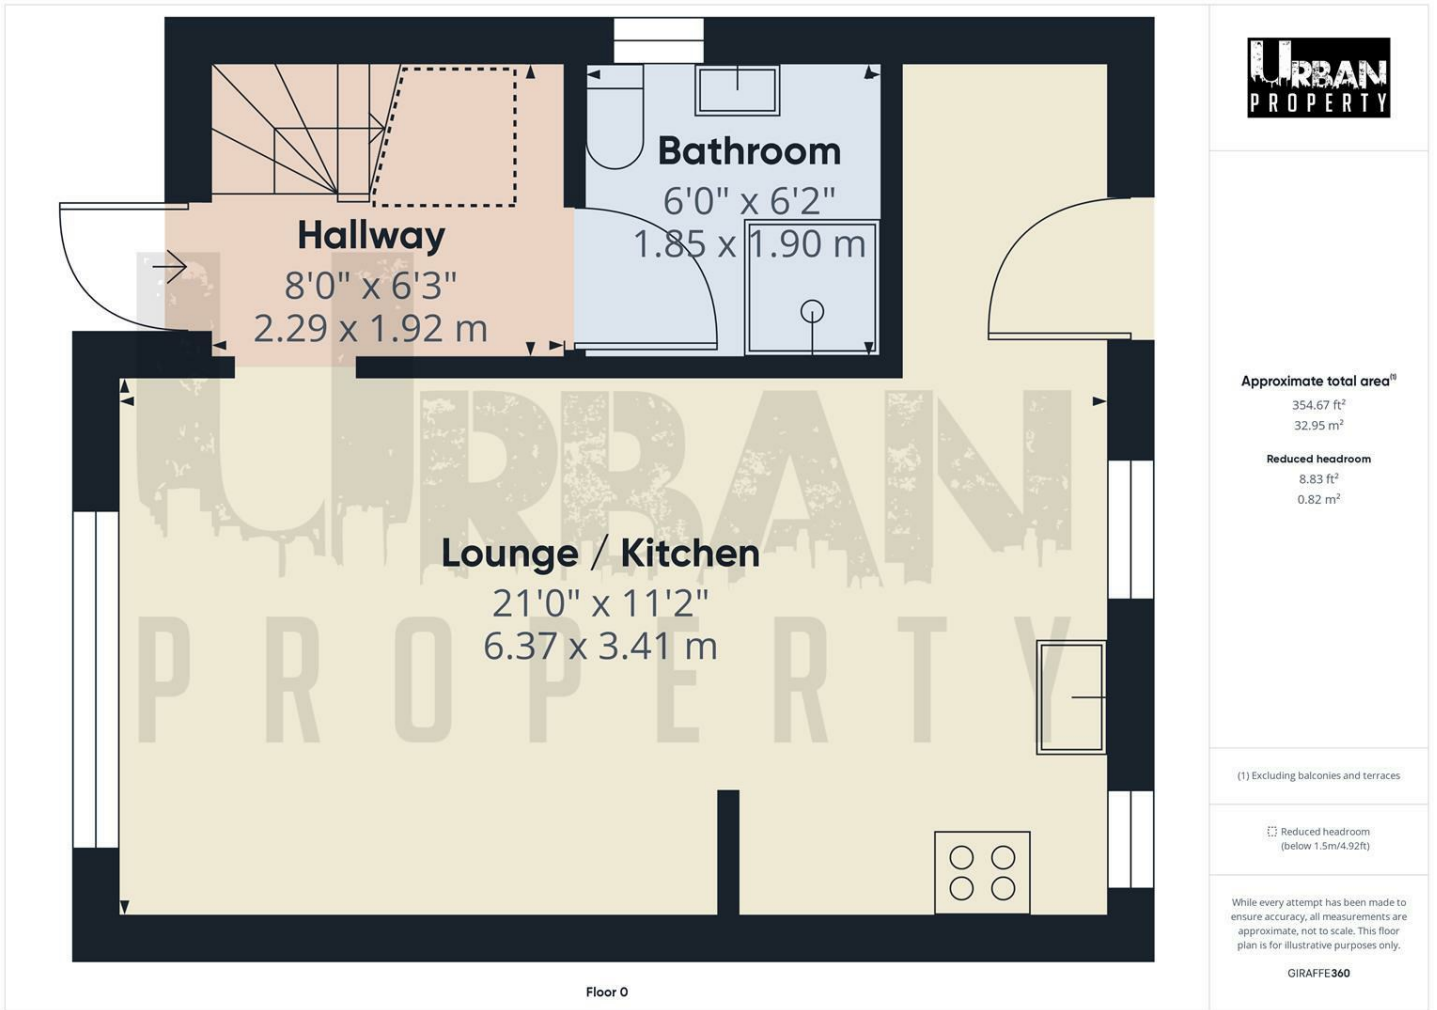 URBAN
PROPERTY
Bathroom
6'0" x 6'2"
1.85 x 1.90 m
Hallway
8'0" x 6'3"
2.29 x 1.92 m
URBAN
PROPERTY
Lounge / Kitchen
21'0" x 11'2"
6.37 x 3.41 m
Floor 0
Approximate total area(1)
354.67 ft²
32.95 m²
Reduced headroom
8.83 ft²
0.82 m²
(1) Excluding balconies and terraces
Reduced headroom
(below 1.5m/4.92ft)
While every attempt has been made to
ensure accuracy, all measurements are
approximate, not to scale. This floor
plan is for illustrative purposes only.
GIRAFFE360